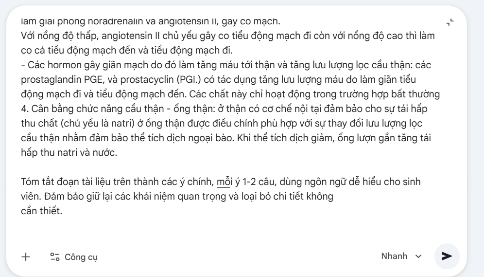 làm giải phóng noradrenalin và angiotensin II, gây co mạch.
Với nồng độ thấp, angiotensin II chủ yếu gây co tiểu động mạch đi còn với nồng độ cao thì làm
co cả tiểu động mạch đến và tiểu động mạch đi.
- Các hormon gây giãn mạch do đó làm tăng máu tới thận và tăng lưu lượng lọc cầu thận: các
prostaglandin PGE, và prostacyclin (PGI.) có tác dụng tăng lưu lượng máu do làm giãn tiểu
động mạch đi và tiểu động mạch đến. Các chất này chỉ hoạt động trong trường hợp bất thường
4. Cân bằng chức năng cầu thận - ống thận: ở thận có cơ chế nội tại đảm bảo cho sự tái hấp
thu chất (chủ yếu là natri) ở ống thận được điều chỉnh phù hợp với sự thay đổi lưu lượng lọc
cầu thận nhằm đảm bảo thể tích dịch ngoại bào. Khi thể tích dịch giảm, ống lượn gần tăng tái
hấp thu natri và nước.
Tóm tắt đoạn tài liệu trên thành các ý chính, mỗi ý 1-2 câu, dùng ngôn ngữ dễ hiểu cho sinh
viên. Đảm bảo giữ lại các khái niệm quan trọng và loại bỏ chi tiết không
cần thiết.
Công cụ
Nhanh